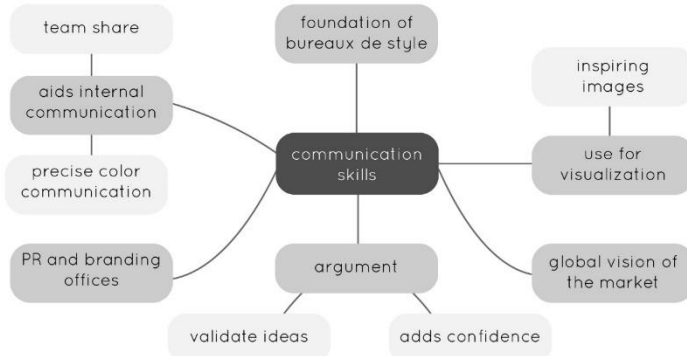 team share
foundation of
bureaux de style
inspiring
images
aids internal
communication
communication
skills
use for
visualization
precise color
communication
PR and branding
offices
argument
global vision of
the market
validate ideas
adds confidence